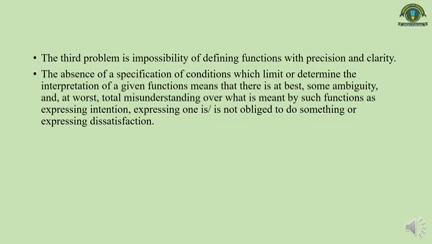 • The third problem is impossibility of defining functions with precision and clarity.
• The absence of a specification of conditions which limit or determine the
interpretation of a given functions means that there is at best, some ambiguity,
and, at worst, total misunderstanding over what is meant by such functions as
expressing intention, expressing one is/ is not obliged to do something or
expressing dissatisfaction.